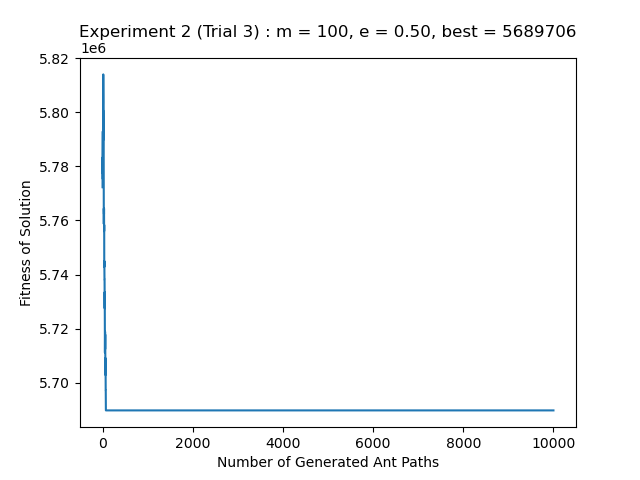 Experiment 2 (Trial 3) : m = 100, e = 0.50, best = 5689706
1e6
5.82
5.80
5.78
5.76
5.74
5.72
5.70
Fitness of Solution
0 2000 4000 6000 8000 10000
Number of Generated Ant Paths